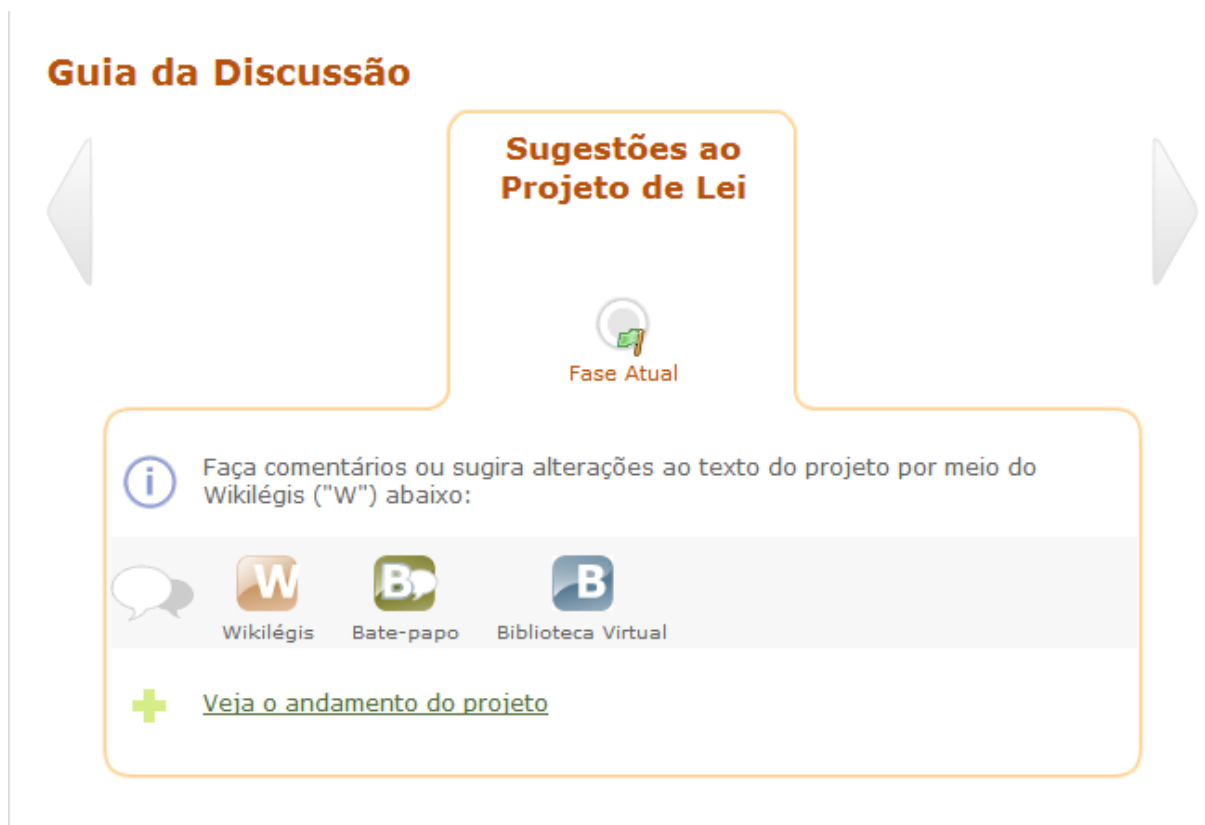 Guia da Discussão
Sugestões ao
Projeto de Lei
Fase Atual
i
Faça comentários ou sugira alterações ao texto do projeto por meio do
Wikilégis ("W") abaixo:
W
B
B
Wikilégis
Bate-papo
Biblioteca Virtual
Veja o andamento do projeto